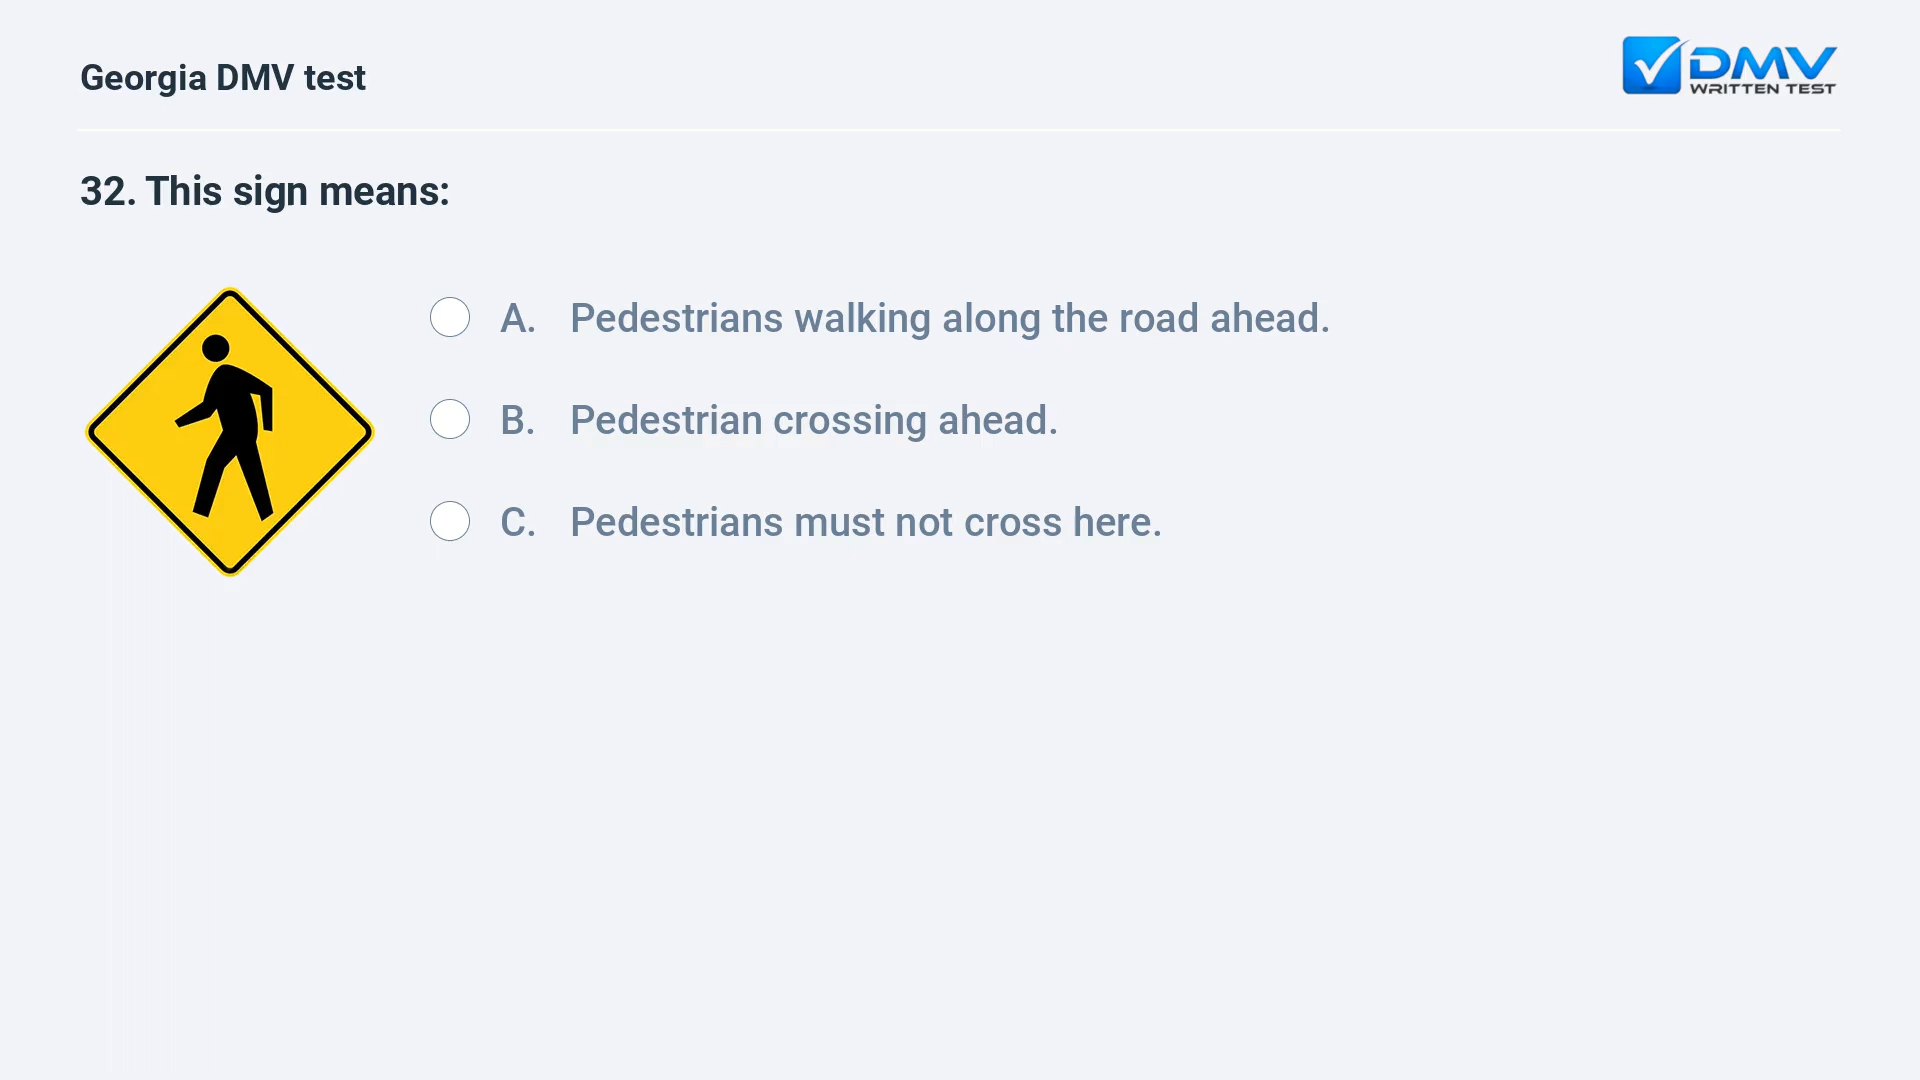 Georgia DMV test
DMV
WRITTEN TEST
32. This sign means:
A. Pedestrians walking along the road ahead.
B. Pedestrian crossing ahead.
C. Pedestrians must not cross here.